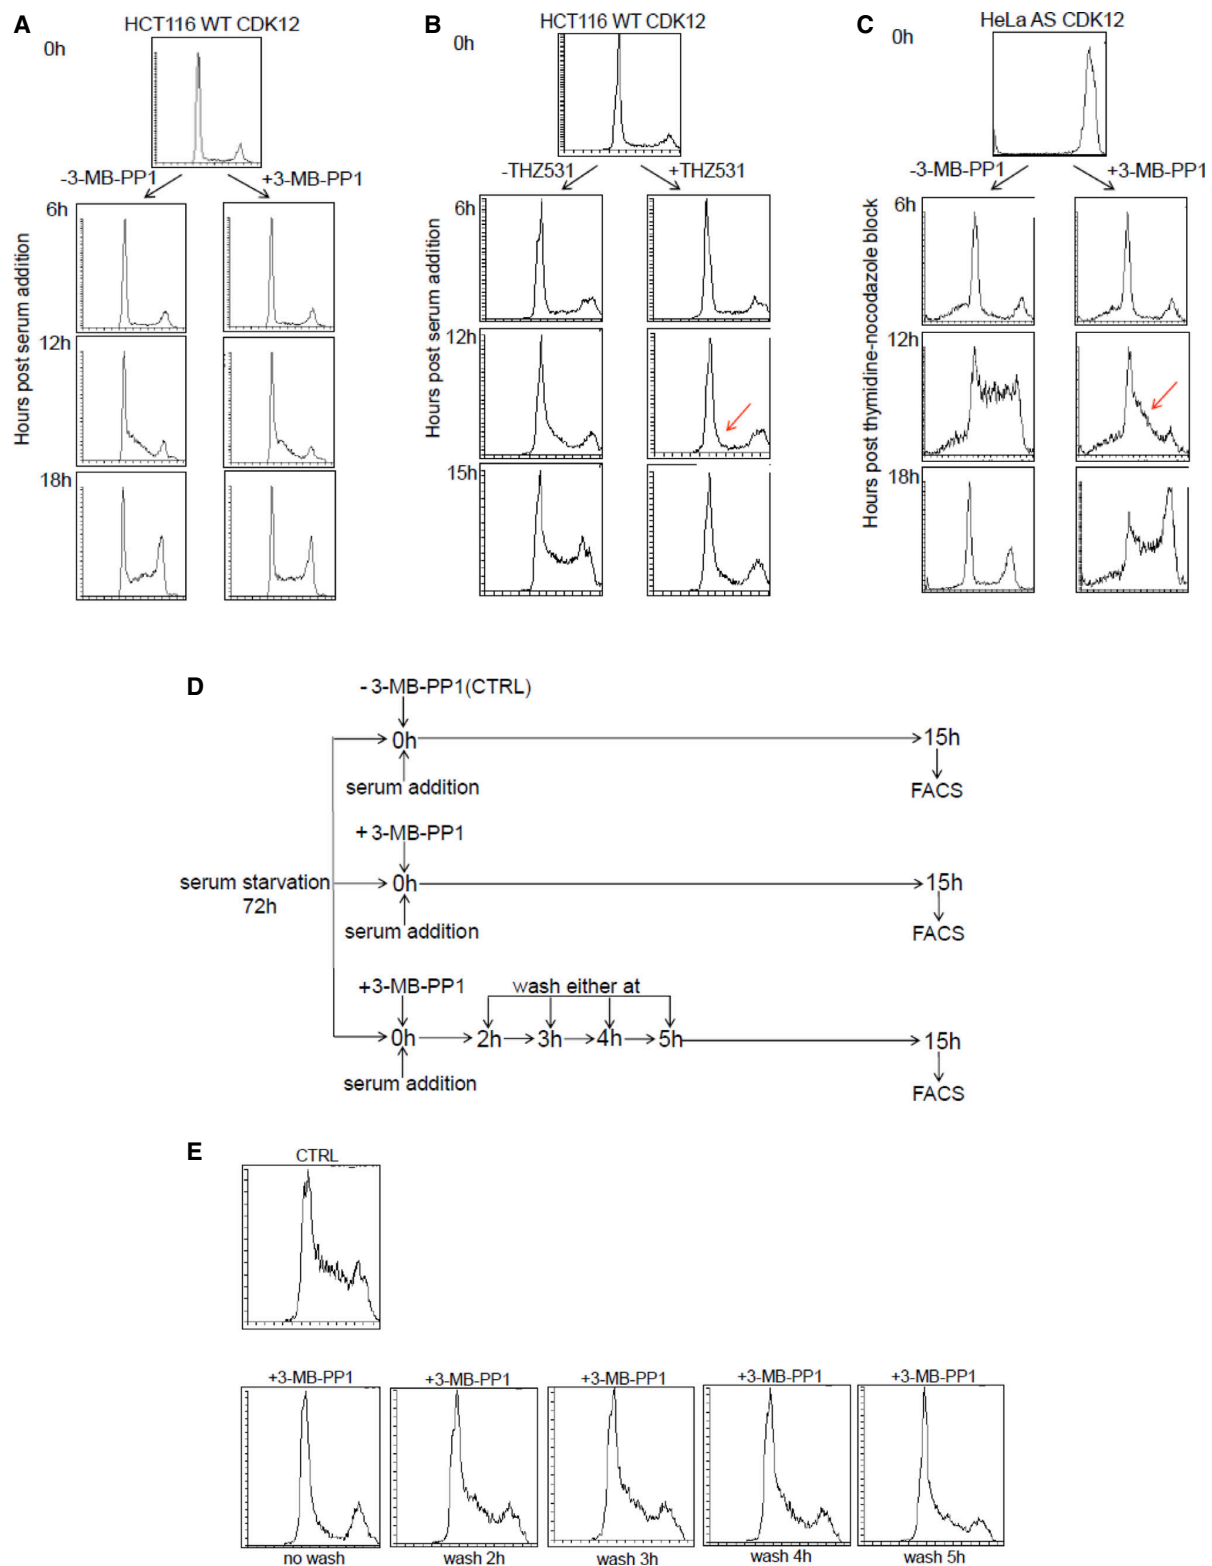 A
HCT116 WT CDK12
0h
-3-MB-PP1
+3-MB-PP1
6h
12h
18h
Hours post serum addition
B
HCT116 WT CDK12
0h
-THZ531
+THZ531
6h
12h
15h
Hours post serum addition
C
HeLa AS CDK12
0h
-3-MB-PP1
+3-MB-PP1
6h
12h
18h
Hours post thymidine-nocodazole block
D
- 3-MB-PP1(CTRL)
0h
15h
serum addition
FACS
+ 3-MB-PP1
serum starvation
72h
0h
15h
serum addition
FACS
+3-MB-PP1
wash either at
0h
2h
3h
4h
5h
15h
serum addition
FACS
E
CTRL
+3-MB-PP1
+3-MB-PP1
+3-MB-PP1
+3-MB-PP1
+3-MB-PP1
no wash
wash 2h
wash 3h
wash 4h
wash 5h